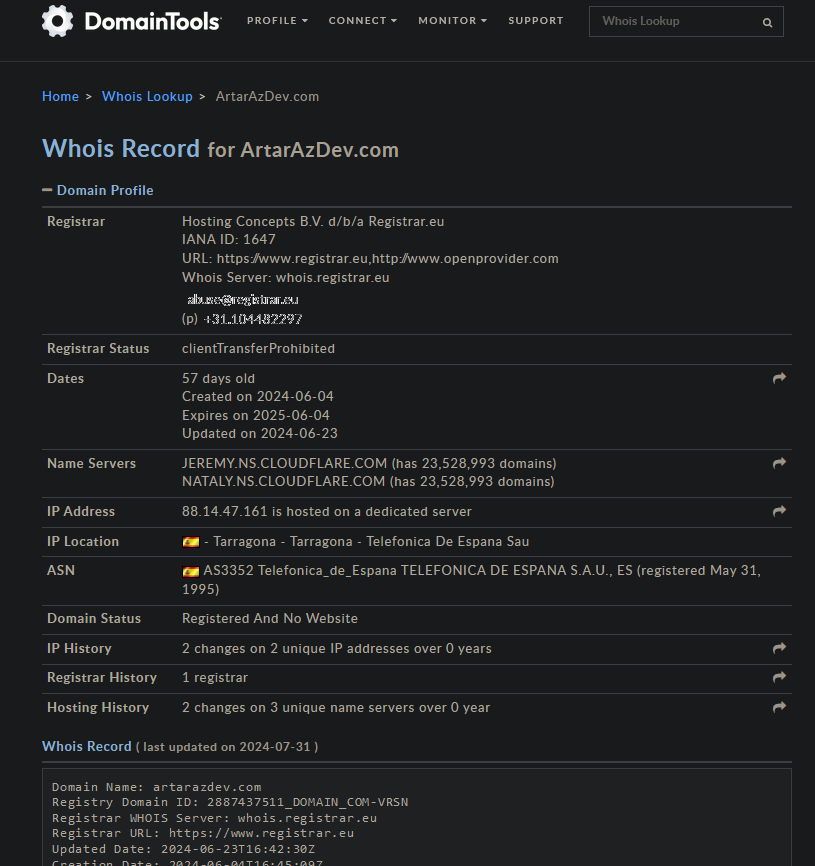 DomainTools
PROFILE CONNECT MONITOR SUPPORT
Whois Lookup
Home > Whois Lookup > ArtarAzDev.com
Whois Record for ArtarAzDev.com
Domain Profile
Registrar Hosting Concepts B.V. d/b/a Registrar.eu
IANA ID: 1647
URL: https://www.registrar.eu,http://www.openprovider.com
Whois Server: whois.registrar.eu
abuse@registrar.eu
(p) +31.104482297
Registrar Status clientTransferProhibited
Dates 57 days old
Created on 2024-06-04
Expires on 2025-06-04
Updated on 2024-06-23
Name Servers JEREMY.NS.CLOUDFLARE.COM (has 23,528,993 domains)
NATALY.NS.CLOUDFLARE.COM (has 23,528,993 domains)
IP Address 88.14.47.161 is hosted on a dedicated server
IP Location - Tarragona - Tarragona - Telefonica De Espana Sau
ASN AS3352 Telefonica_de_Espana TELEFONICA DE ESPANA S.A.U., ES (registered May 31,
1995)
Domain Status Registered And No Website
IP History 2 changes on 2 unique IP addresses over 0 years
Registrar History 1 registrar
Hosting History 2 changes on 3 unique name servers over 0 year
Whois Record ( last updated on 2024-07-31 )
Domain Name: artarazdev.com
Registry Domain ID: 2887437511_DOMAIN_COM-VRSN
Registrar WHOIS Server: whois.registrar.eu
Registrar URL: https://www.registrar.eu
Updated Date: 2024-06-23T16:42:30Z
Creation Date: 2024-06-04T16:45:09Z